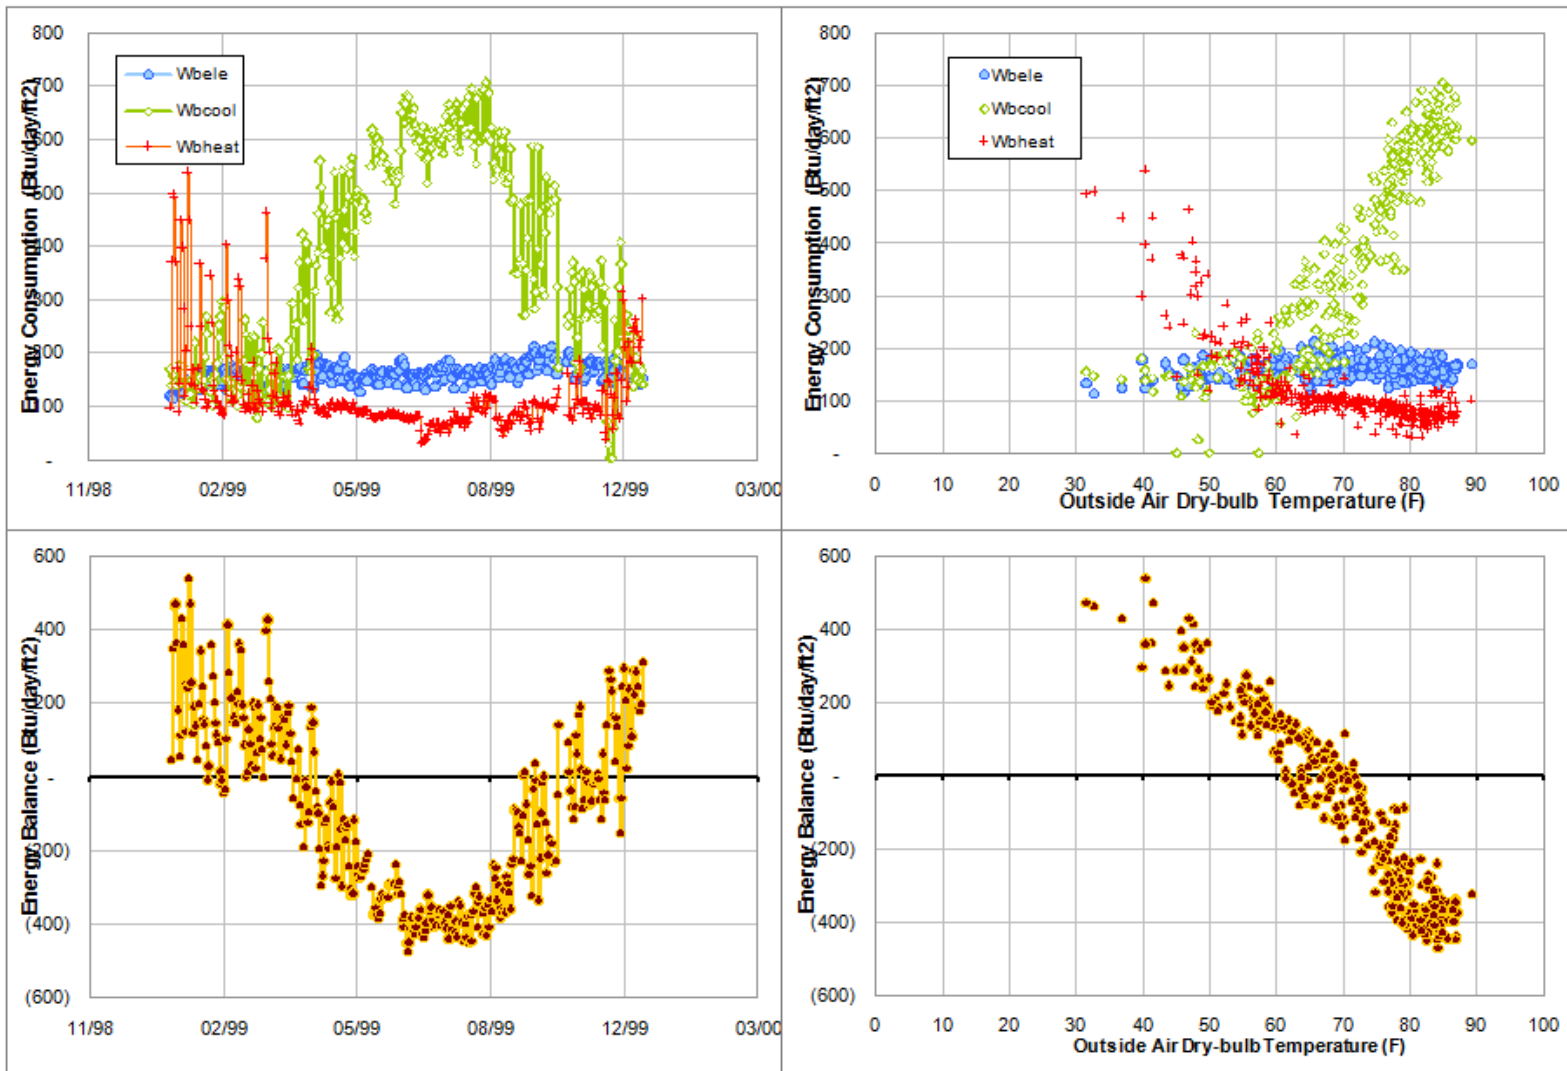 800
700
600
500
400
300
200
100
-
Energy Consumption (Btu/day/ft2)
Wbele
Wbcool
Wbheat
11/98 02/99 05/99 08/99 12/99 03/00
800
700
600
500
400
300
200
100
-
Energy Consumption (Btu/day/ft2)
Wbele
Wbcool
Wbheat
0 10 20 30 40 50 60 70 80 90 100
Outside Air Dry-bulb Temperature (F)
600
400
200
-
(200)
(400)
(600)
Energy Balance (Btu/day/ft2)
11/98 02/99 05/99 08/99 12/99 03/00
600
400
200
-
(200)
(400)
(600)
Energy Balance (Btu/day/ft2)
0 10 20 30 40 50 60 70 80 90 100
Outside Air Dry-bulb Temperature (F)